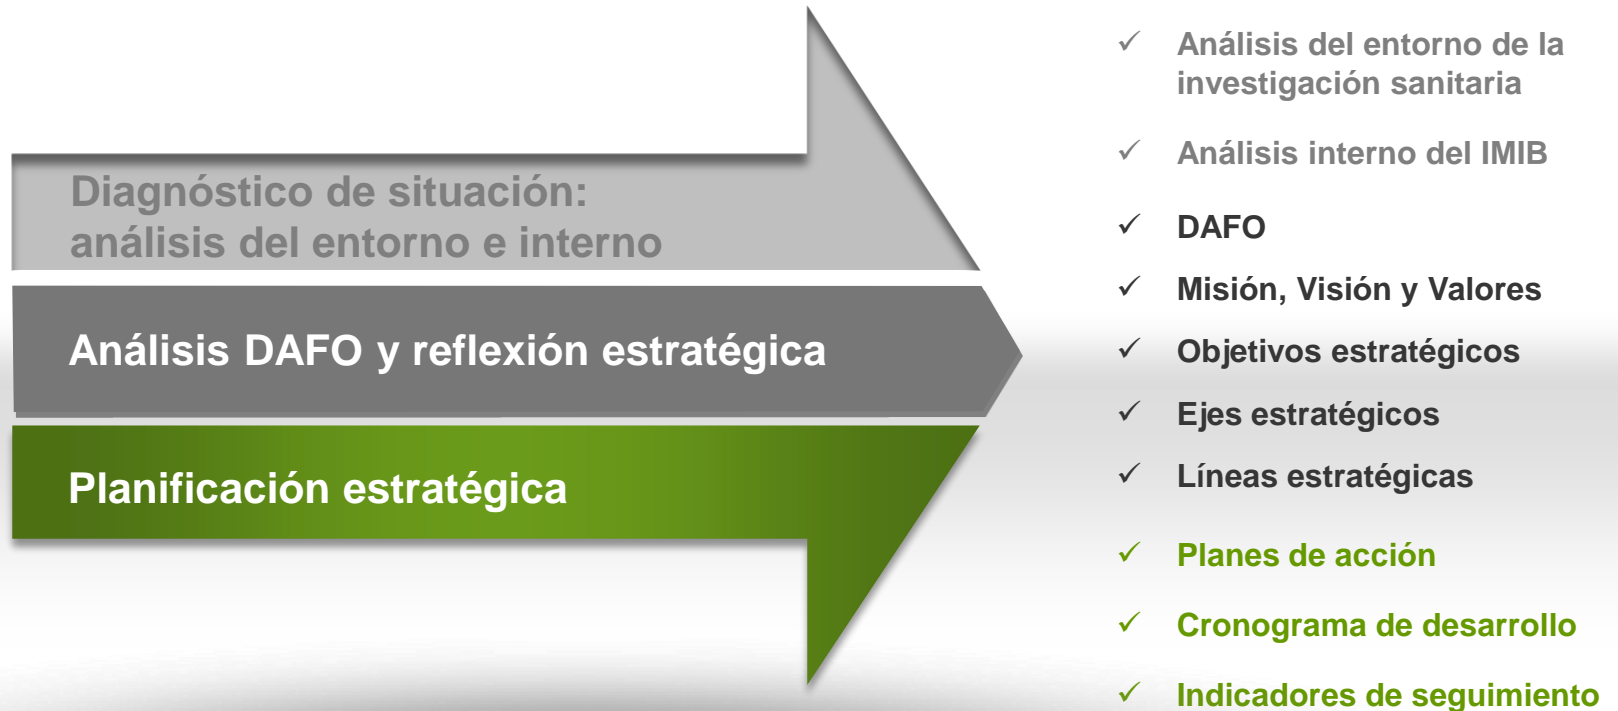 Diagnóstico de situación:
análisis del entorno e interno
Análisis DAFO y reflexión estratégica
Planificación estratégica
✓ Análisis del entorno de la
investigación sanitaria
✓ Análisis interno del IMIB
✓ DAFO
✓ Misión, Visión y Valores
✓ Objetivos estratégicos
✓ Ejes estratégicos
✓ Líneas estratégicas
✓ Planes de acción
✓ Cronograma de desarrollo
✓ Indicadores de seguimiento